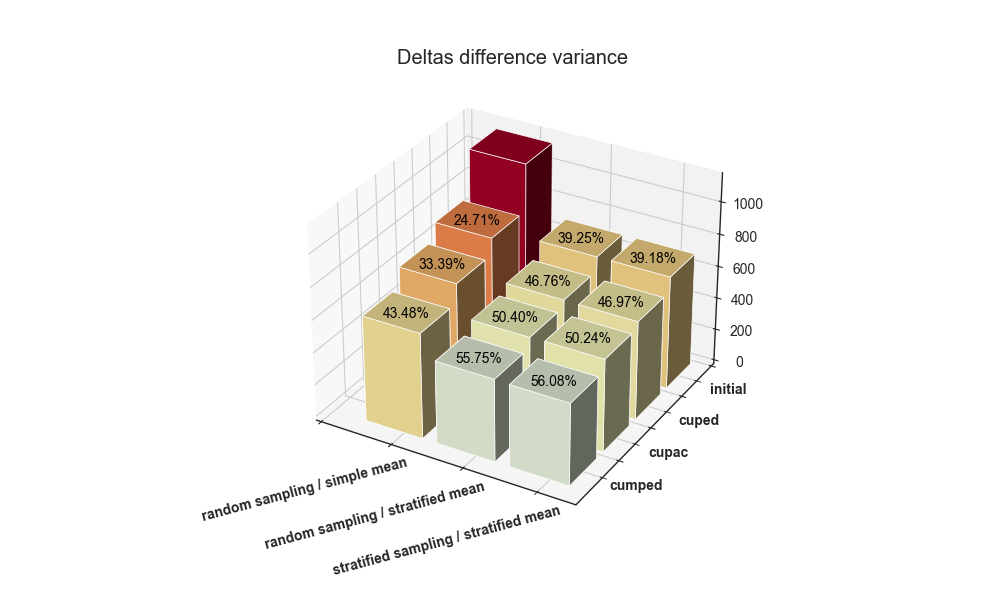 Deltas difference variance
24.71%
39.25%
39.18%
33.39%
46.76%
46.97%
43.48%
50.40%
50.24%
55.75%
56.08%
1000
800
600
400
200
0
initial
cuped
cupac
cumped
random sampling / simple mean
random sampling / stratified mean
stratified sampling / stratified mean